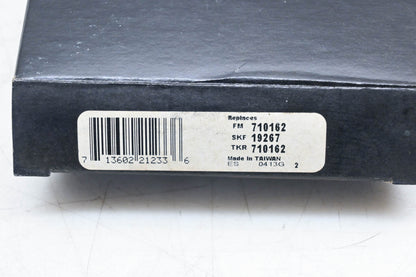 Replaces
FM 710162
SKF 19267
TKR 710162
Made In TAIWAN
ES 0413G 2
7 13602 21233 6